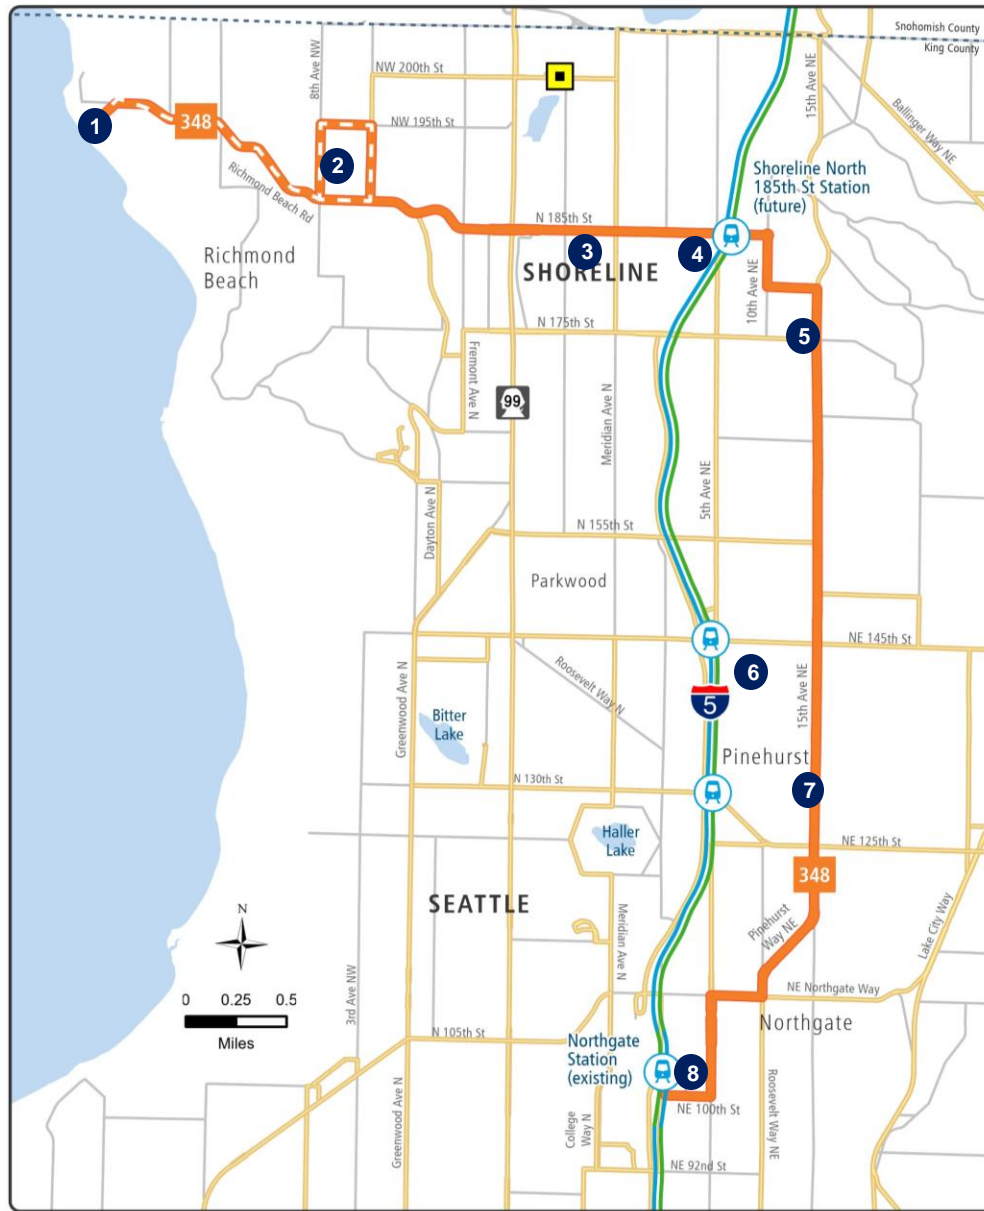 Snohomish County
King County
8th Ave NW
NW 200th St
15th Ave NE
Ballinger Way NE
1
348
NW 195th St
2
Richmond Beach Rd
Shoreline North
185th St Station
(future)
N 185th St
3
4
Richmond
Beach
SHORELINE
10th Ave NE
N 175th St
5
Fremont Ave N
99
Meridian Ave N
5th Ave NE
Dayton Ave N
N 155th St
Parkwood
NE 145th St
Roosevelt Way N
6
5
15th Ave NE
Greenwood Ave N
Bitter
Lake
Pinehurst
N 130th St
7
Haller
Lake
NE 125th St
348
SEATTLE
Pinehurst
Way NE
Lake City Way
Meridian Ave N
N
0 0.25 0.5
Miles
3rd Ave NW
NE Northgate Way
Northgate
N 105th St
Northgate
Station
(existing)
8
NE 100th St
Greenwood Ave N
College
Way N
Roosevelt Way NE
NE 92nd St